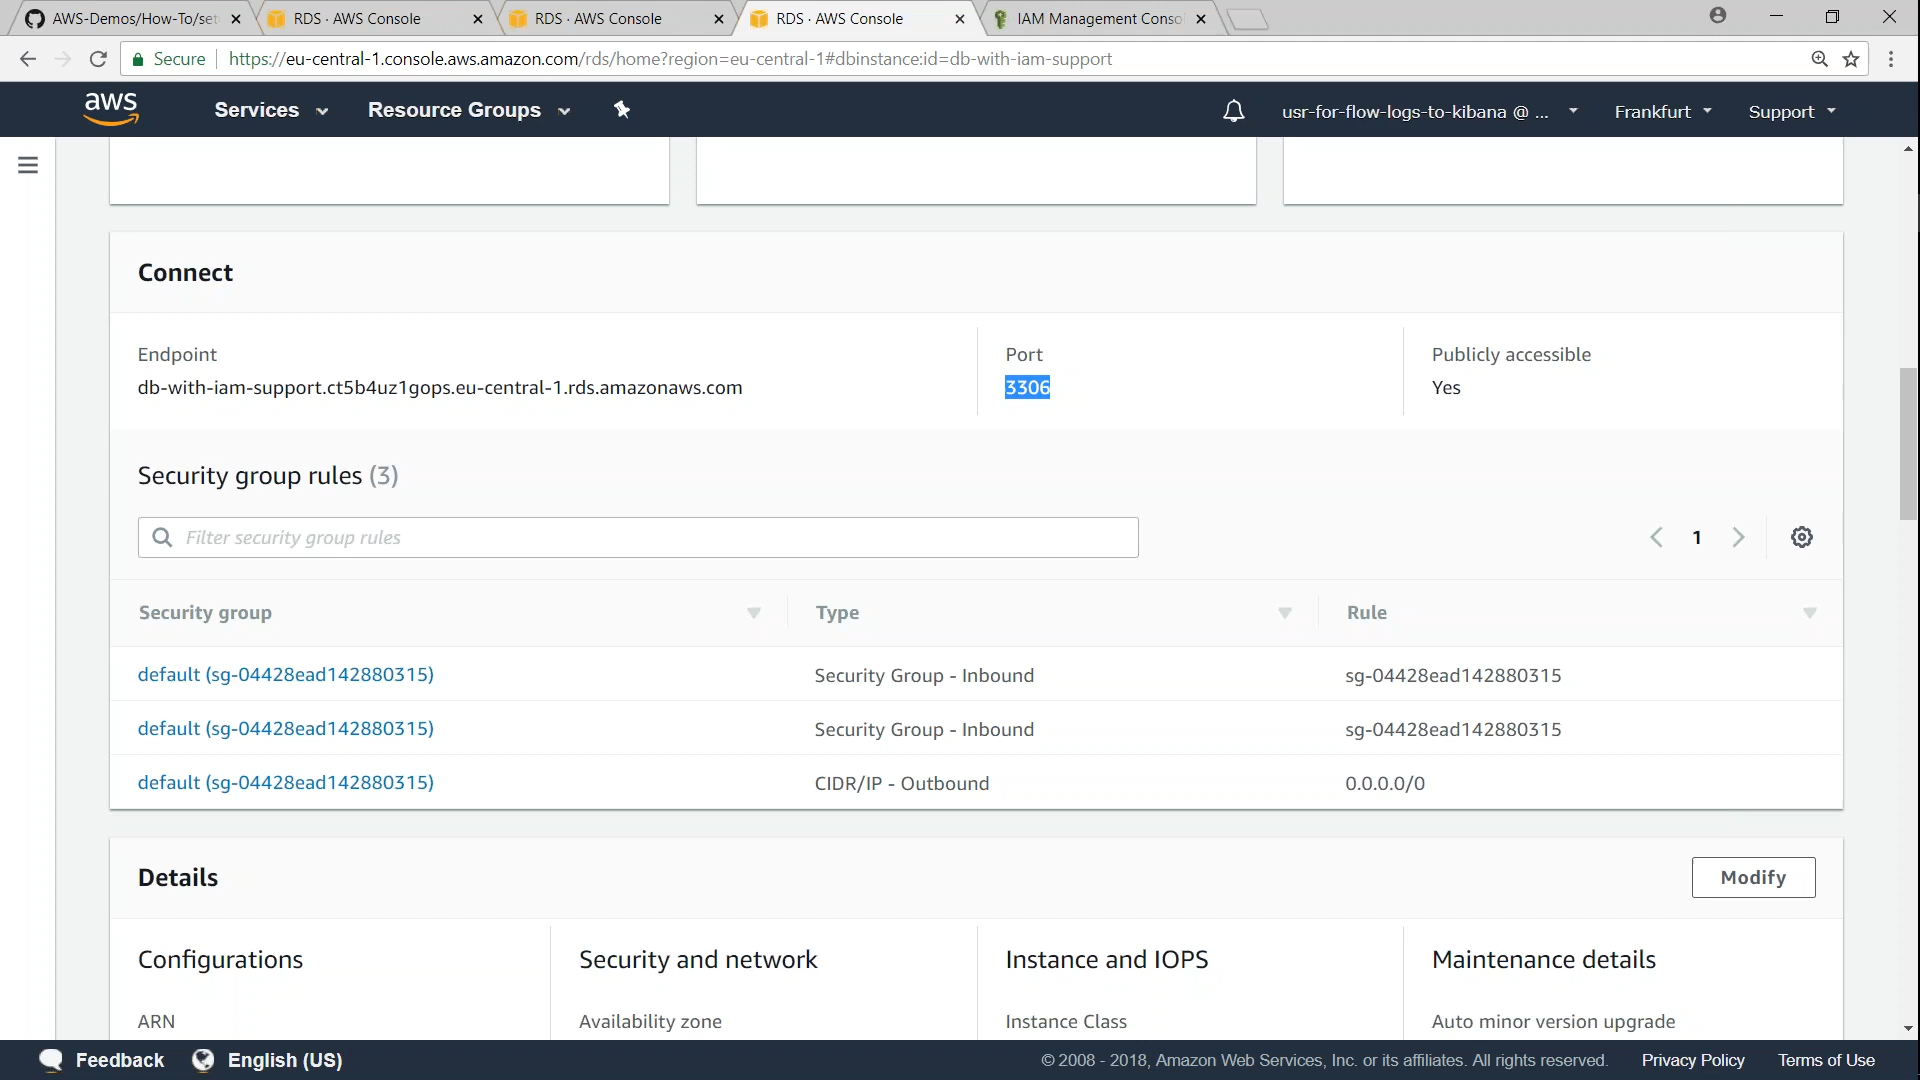 AWS-Demos/How-To/set
RDS · AWS Console
RDS · AWS Console
RDS · AWS Console
IAM Management Conso
Secure
https://eu-central-1.console.aws.amazon.com/rds/home?region=eu-central-1#dbinstance:id=db-with-iam-support
aws
Services
Resource Groups
usr-for-flow-logs-to-kibana @ ...
Frankfurt
Support
Connect
Endpoint
Port
Publicly accessible
db-with-iam-support.ct5b4uz1gops.eu-central-1.rds.amazonaws.com
3306
Yes
Security group rules (3)
Filter security group rules
1
Security group
Type
Rule
default (sg-04428ead142880315)
Security Group - Inbound
sg-04428ead142880315
default (sg-04428ead142880315)
Security Group - Inbound
sg-04428ead142880315
default (sg-04428ead142880315)
CIDR/IP - Outbound
0.0.0.0/0
Details
Modify
Configurations
Security and network
Instance and IOPS
Maintenance details
ARN
Availability zone
Instance Class
Auto minor version upgrade
Feedback
English (US)
© 2008 - 2018, Amazon Web Services, Inc. or its affiliates. All rights reserved.
Privacy Policy
Terms of Use